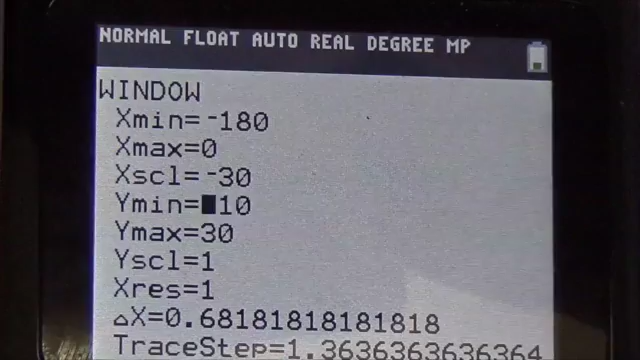 NORMAL FLOAT AUTO REAL DEGREE MP
WINDOW
Xmin=-180
Xmax=0
Xscl=-30
Ymin=10
Ymax=30
Yscl=1
Xres=1
△X=0.68181818181818
TraceStep=1.3636363636364